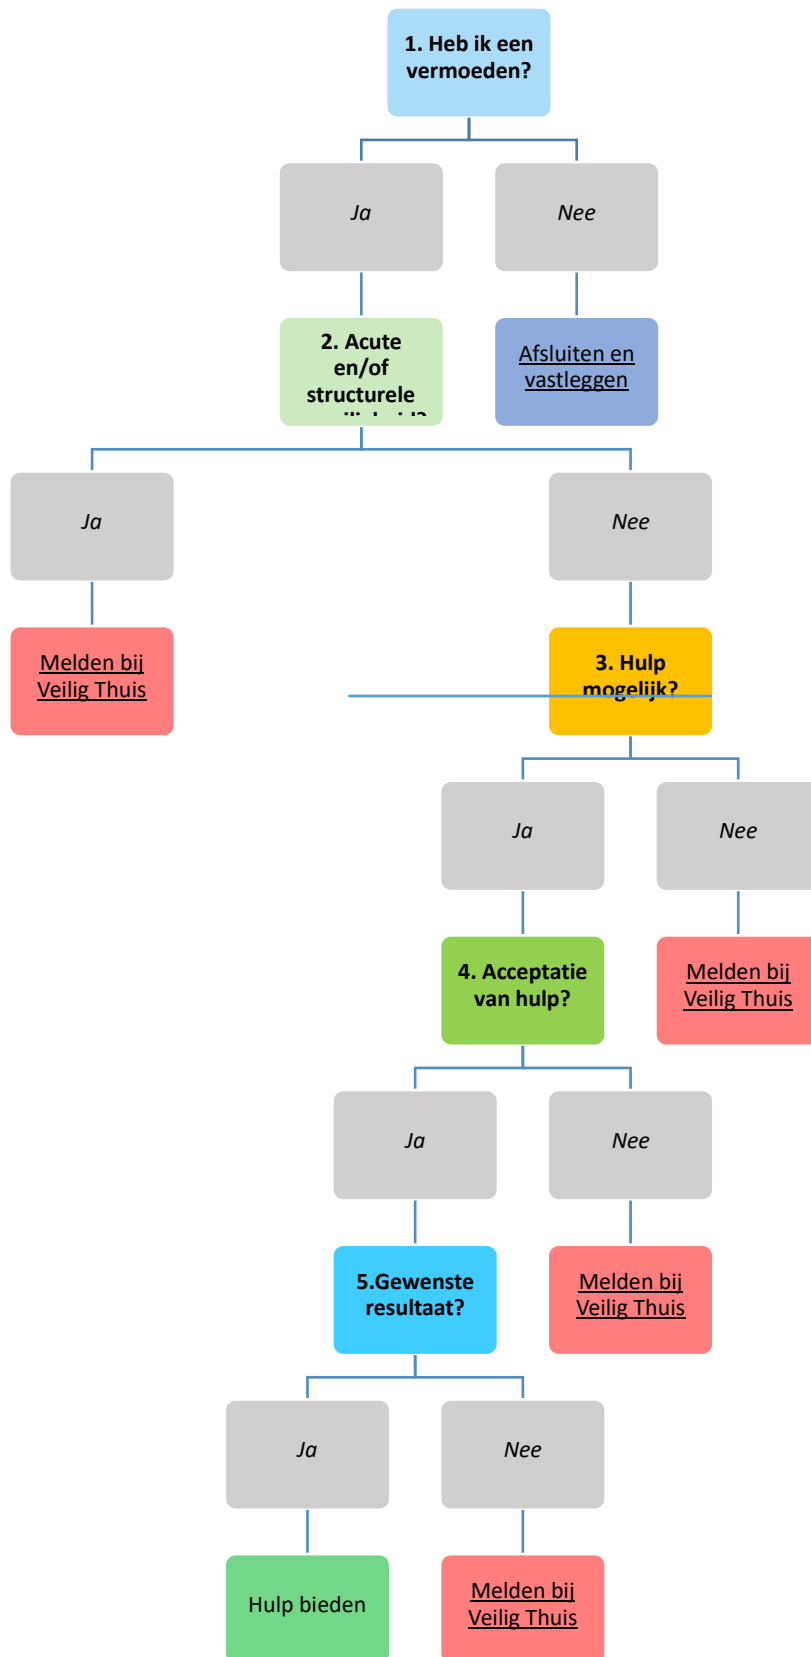 1. Heb ik een
vermoeden?
Ja
Nee
2. Acute
en/of
structurele
Afsluiten en
vastleggen
Ja
Nee
Melden bij
Veilig Thuis
3. Hulp
mogelijk?
Ja
Nee
4. Acceptatie
van hulp?
Melden bij
Veilig Thuis
Ja
Nee
5.Gewenste
resultaat?
Melden bij
Veilig Thuis
Ja
Nee
Hulp bieden
Melden bij
Veilig Thuis